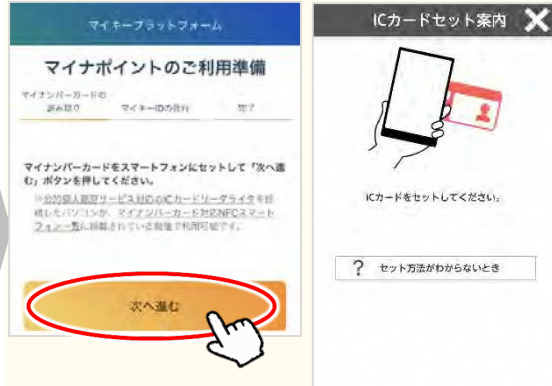 マイキープラットフォーム
マイナポイントのご利用準備
マイナンバーカードの
読み取り
マイキーIDの発行
完了
マイナンバーカードをスマートフォンにセットして「次へ進
む」ボタンを押してください。
※公的個人認証サービス対応のICカードリーダライタを接
続したパソコンか、マイナンバーカード対応NFCスマート
フォン一覧に掲載されている機種で利用可能です。
次へ進む
ICカードセット案内
ICカードをセットしてください。
? セット方法がわからないとき